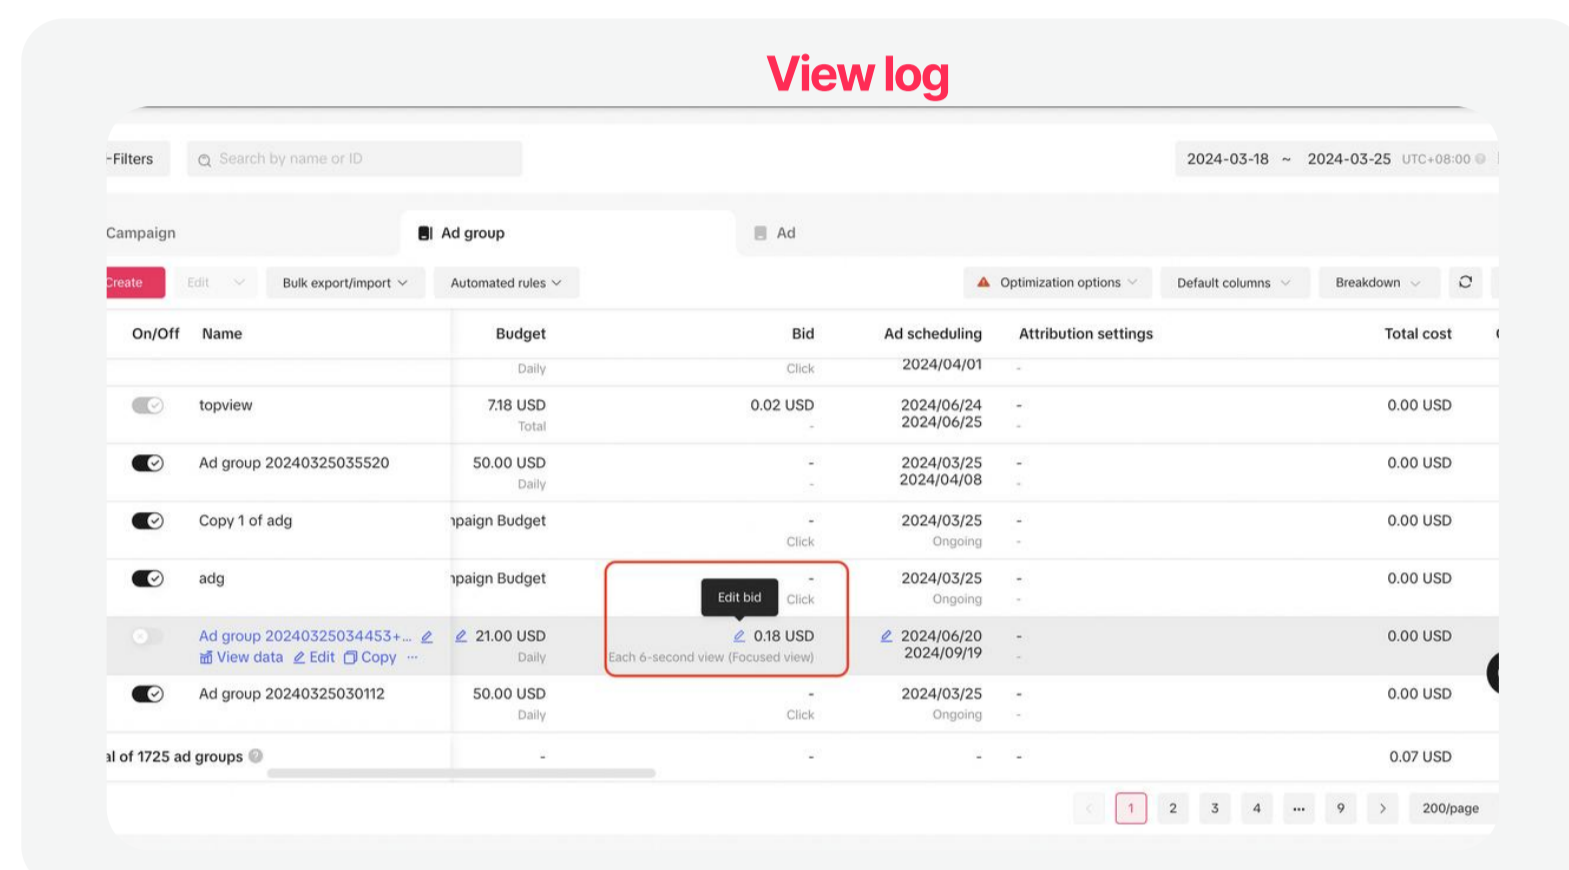 View log
-Filters
Search by name or ID
2024-03-18 ~ 2024-03-25 UTC+08:00
Campaign
Ad group
Ad
Create
Edit
Bulk export/import
Automated rules
Optimization options
Default columns
Breakdown
On/Off Name Budget Bid Ad scheduling Attribution settings Total cost
Daily Click 2024/04/01 -
topview 7.18 USD 0.02 USD 2024/06/24 - 0.00 USD
Total - 2024/06/25 -
Ad group 20240325035520 50.00 USD - 2024/03/25 - 0.00 USD
Daily - 2024/04/08 -
Copy 1 of adg npaign Budget - 2024/03/25 - 0.00 USD
Click Ongoing -
adg npaign Budget - 2024/03/25 - 0.00 USD
Edit bid Click Ongoing -
Ad group 20240325034453+... 21.00 USD 0.18 USD 2024/06/20 - 0.00 USD
View data Edit Copy ... Daily Each 6-second view (Focused view) 2024/09/19 -
Ad group 20240325030112 50.00 USD - 2024/03/25 - 0.00 USD
Daily Click Ongoing -
al of 1725 ad groups - - - - 0.07 USD
< 1 2 3 4 ... 9 > 200/page